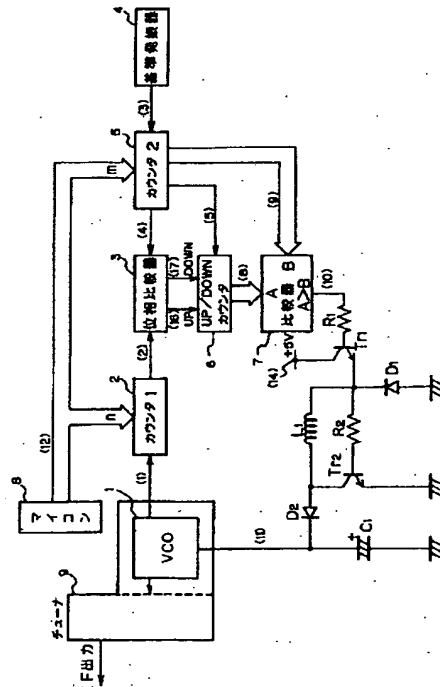 4
基準発振器
(3)
5
カウンタ 2
m
(4)
(5)
(9)
3
位相比較器
(16)
UP
(17)
DOWN
UP/DOWN
カウンタ
6
(8)
A
B
比較器
A>B
7
(10)
(2)
2
カウンタ 1
n
(12)
8
マイコン
(1)
1
VCO
9
チューナ
F出力
(11)
+5V
(14)
R1
Tr1
L1
R2
Tr2
D1
D2
+
C1